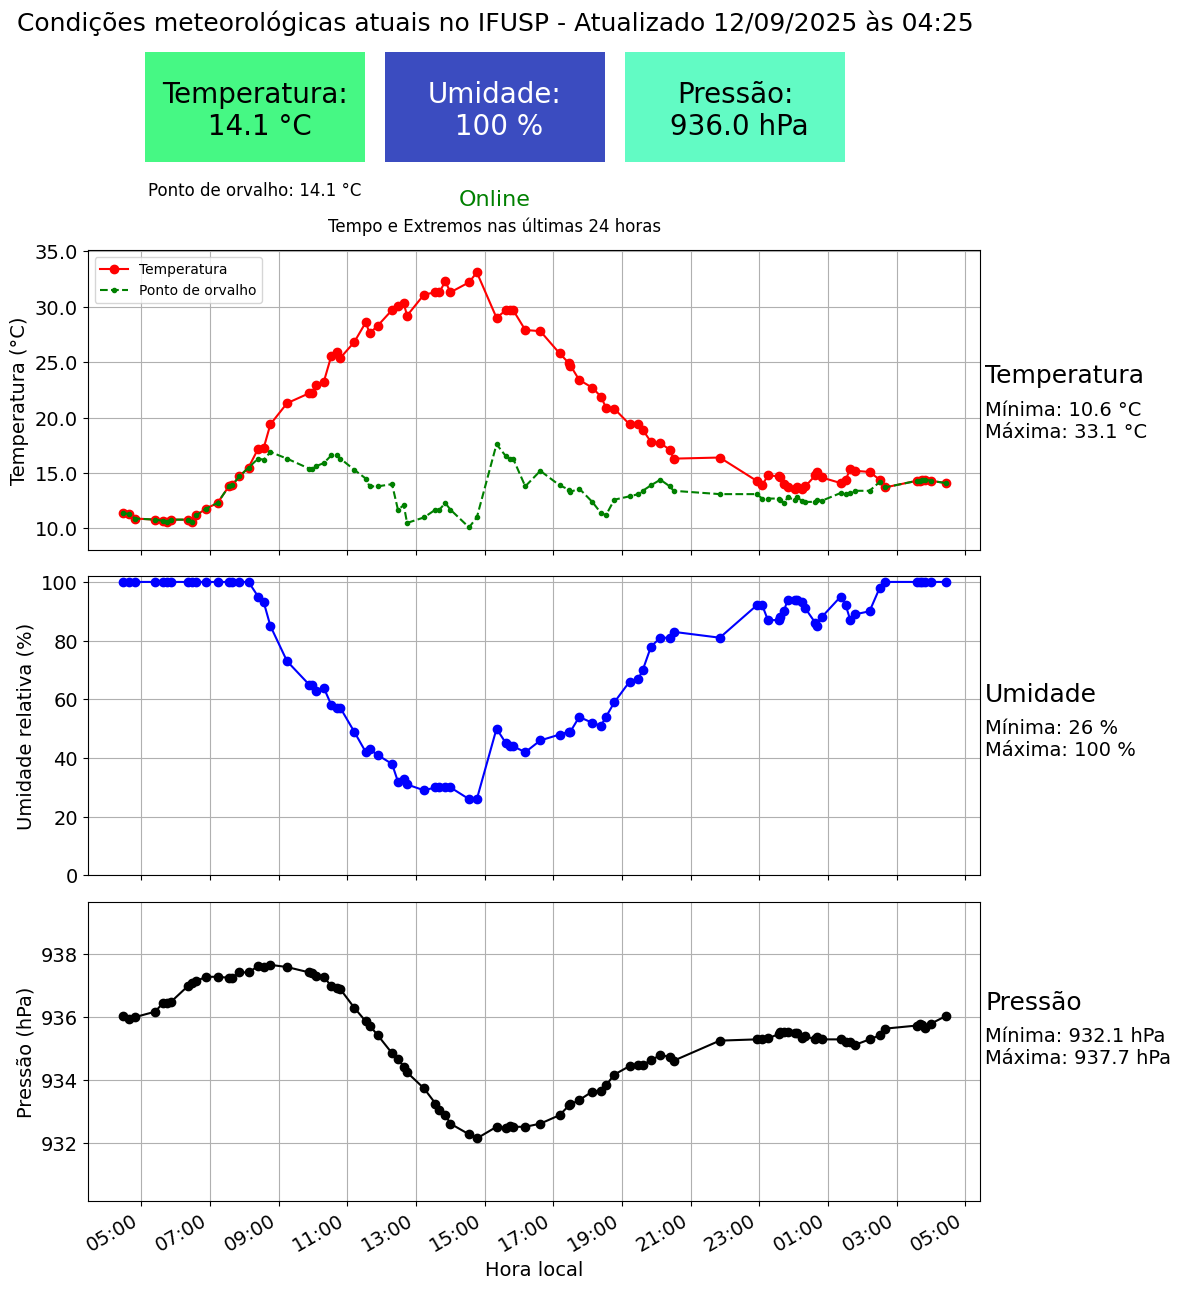 Condições meteorológicas atuais no IFUSP - Atualizado 12/09/2025 às 04:25
Temperatura:
14.1 °C
Umidade:
100 %
Pressão:
936.0 hPa
Ponto de orvalho: 14.1 °C
Online
Tempo e Extremos nas últimas 24 horas
Temperatura (°C)
35.0
30.0
25.0
20.0
15.0
10.0
Temperatura
Ponto de orvalho
Temperatura
Mínima: 10.6 °C
Máxima: 33.1 °C
Umidade relativa (%)
100
80
60
40
20
0
Umidade
Mínima: 26 %
Máxima: 100 %
Pressão (hPa)
938
936
934
932
Pressão
Mínima: 932.1 hPa
Máxima: 937.7 hPa
05:00 07:00 09:00 11:00 13:00 15:00 17:00 19:00 21:00 23:00 01:00 03:00 05:00
Hora local